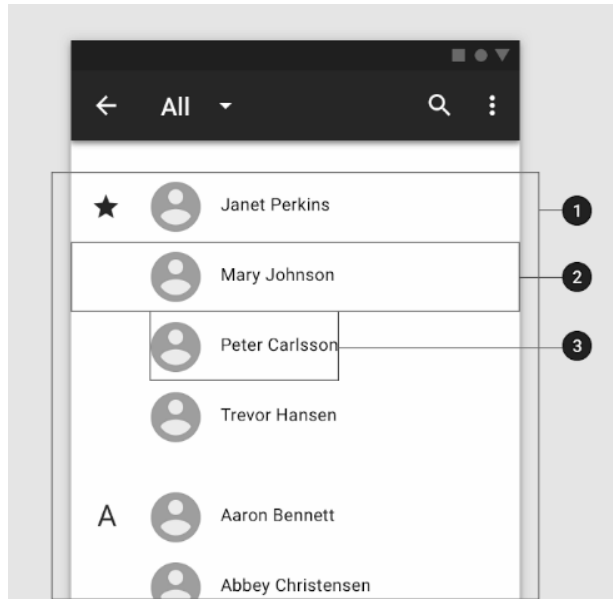 All
Janet Perkins
1
Mary Johnson
2
Peter Carlsson
3
Trevor Hansen
A
Aaron Bennett
Abbey Christensen